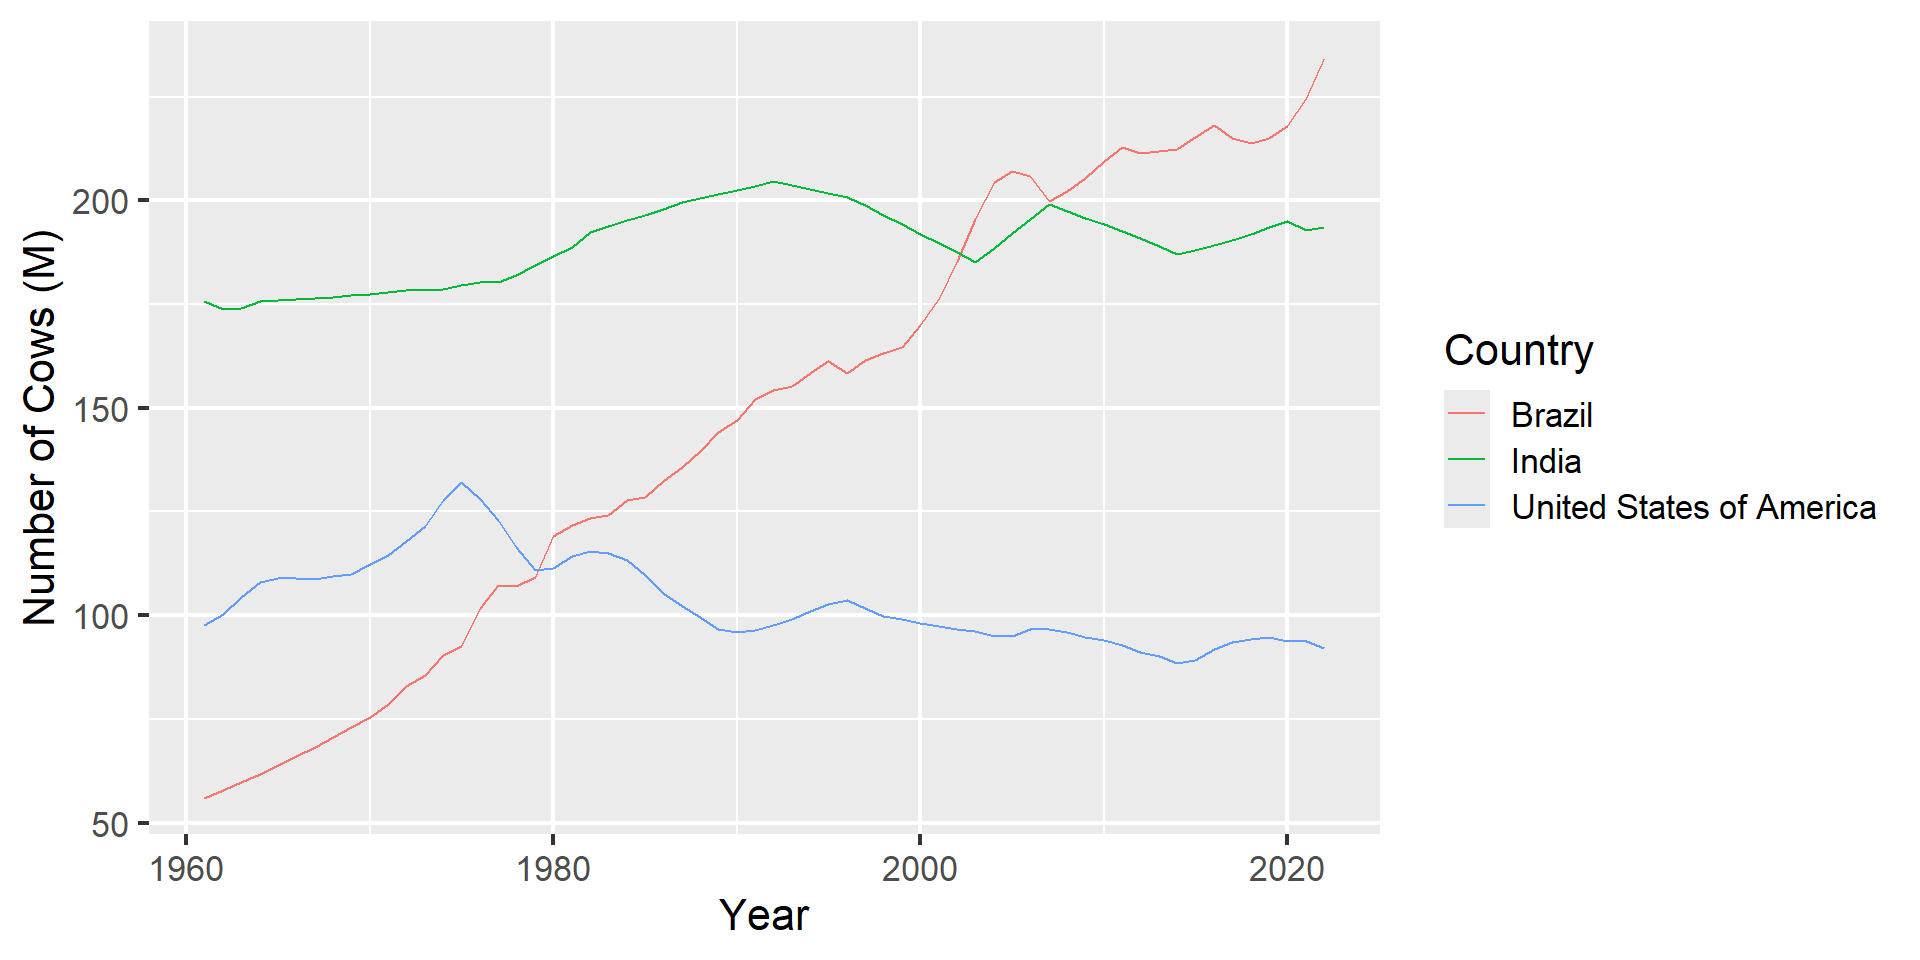 Number of Cows (M)
200
150
100
50
1960 1980 2000 2020
Year
Country
Brazil
India
United States of America